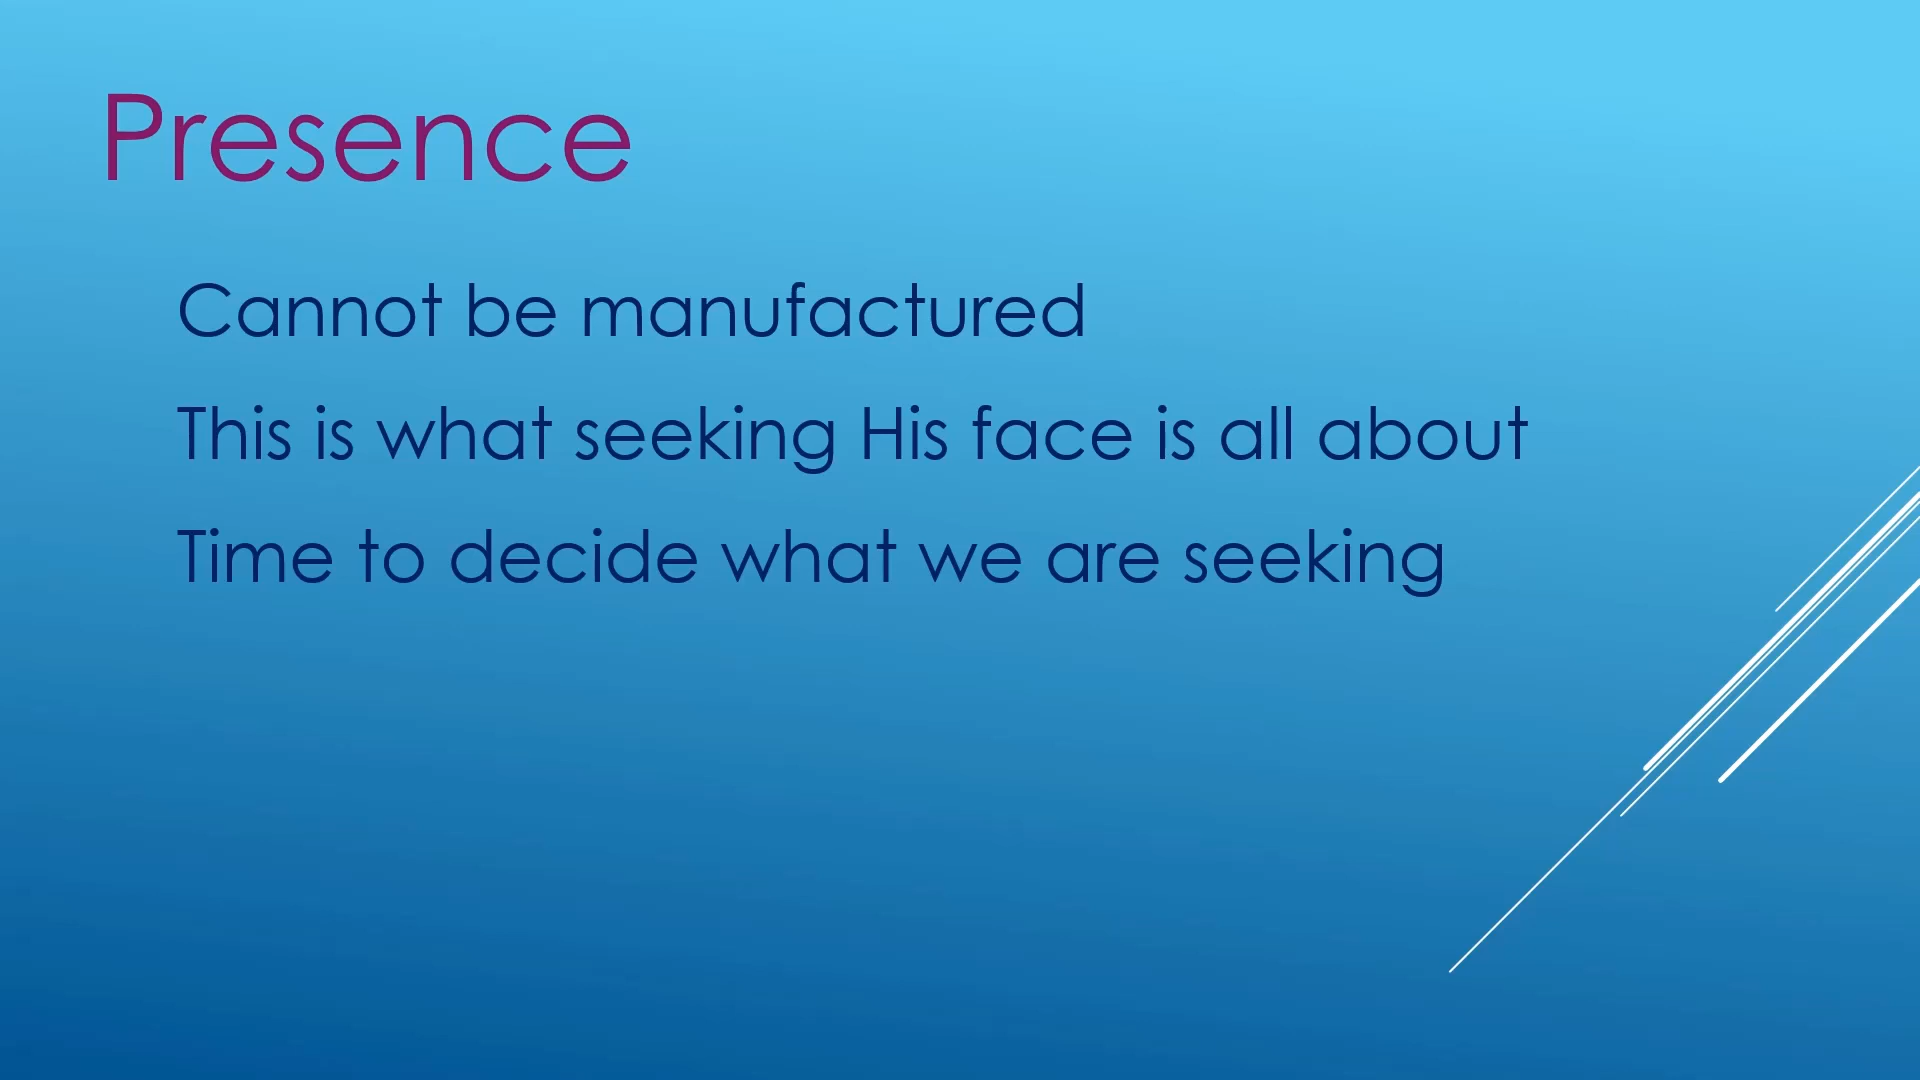 Presence
Cannot be manufactured
This is what seeking His face is all about
Time to decide what we are seeking